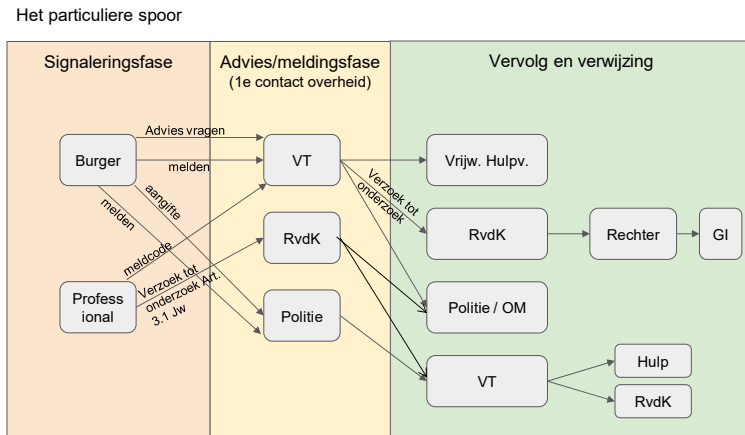 Het particuliere spoor
Signaleringsfase
Advies/meldingsfase
(1e contact overheid)
Vervolg en verwijzing
Advies vragen
Burger
melden
aangifte
melden
meldcode
Verzoek tot
onderzoek Art.
3.1 Jw
Profess
ional
VT
RvdK
Politie
Verzoek tot
onderzoek
Vrijw. Hulpv.
RvdK
Rechter
GI
Politie / OM
VT
Hulp
RvdK